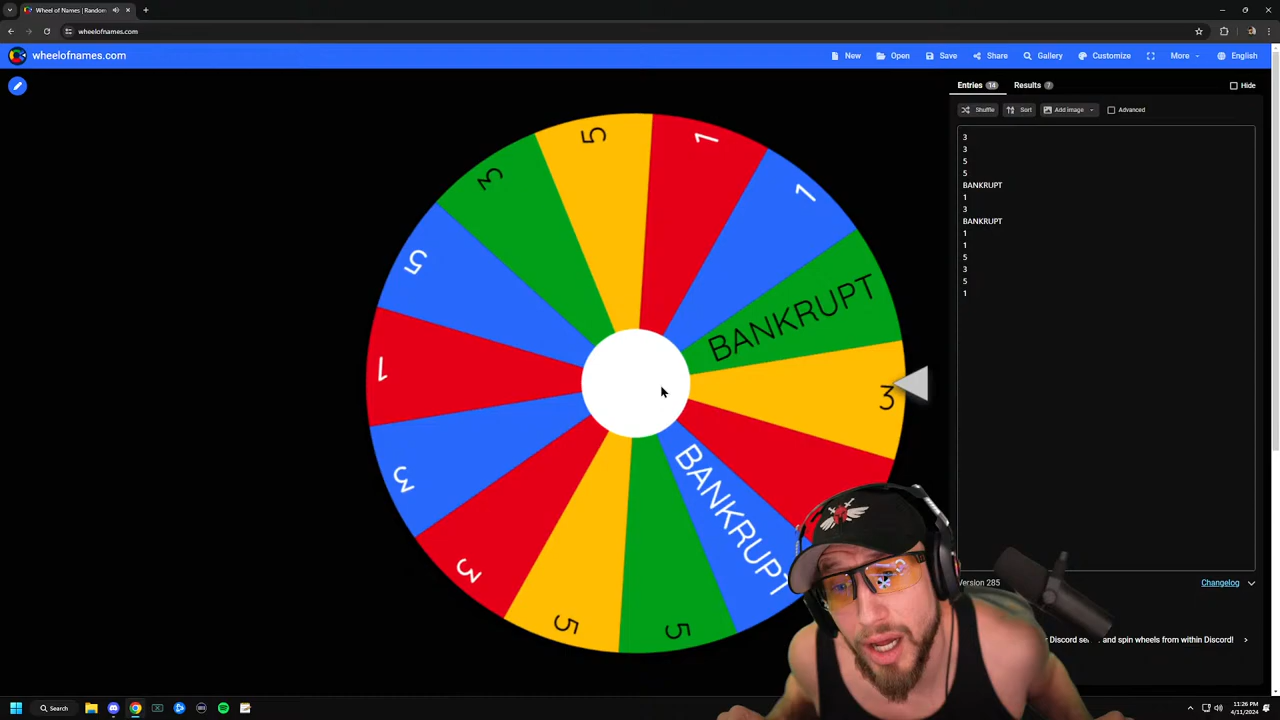 Wheel of Names | Random
wheelofnames.com
wheelofnames.com
New
Open
Save
Share
Gallery
Customize
More
English
Entries 14
Results 7
Hide
Shuffle
Sort
Add image
Advanced
3
3
5
5
BANKRUPT
1
3
BANKRUPT
1
1
5
3
5
1
5
1
1
BANKRUPT
3
BANKRUPT
5
5
3
3
1
5
3
Version 285
Changelog
and spin wheels from within Discord!
Search
11:26 PM
4/11/2024